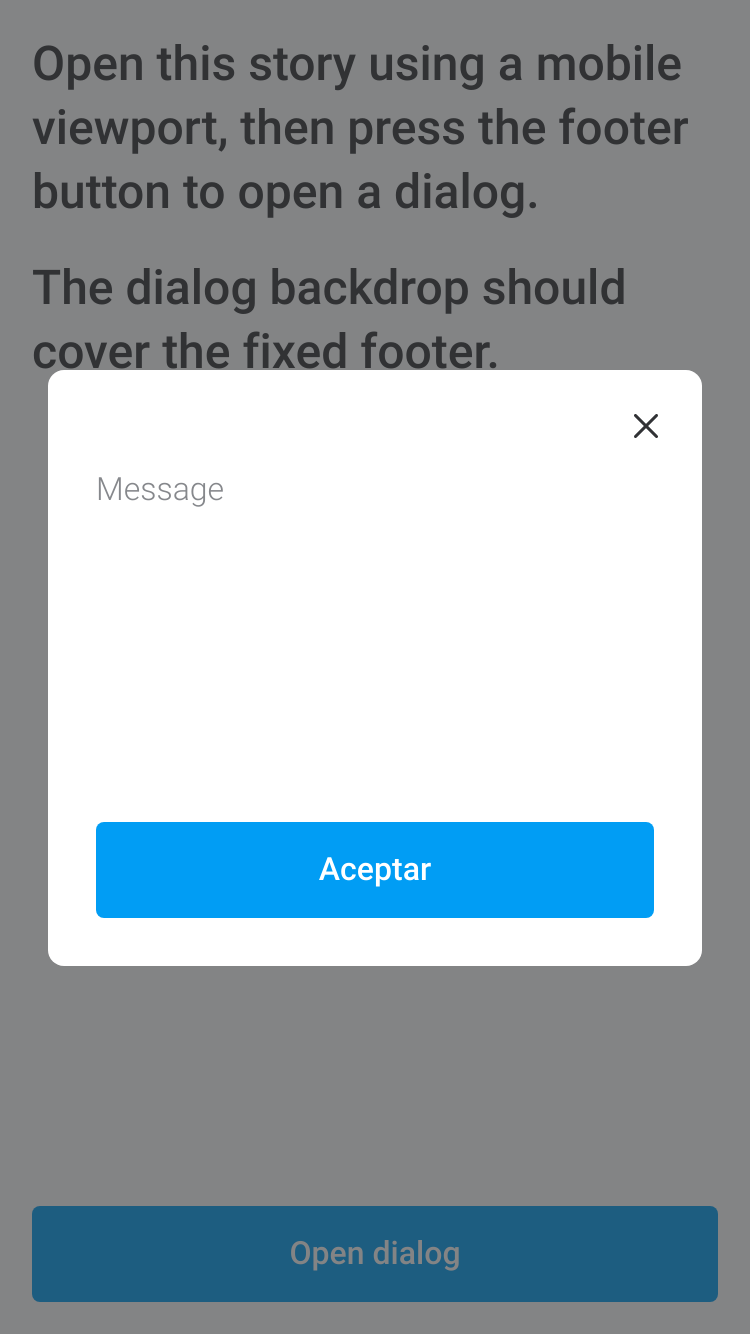 Open this story using a mobile
viewport, then press the footer
button to open a dialog.
The dialog backdrop should
cover the fixed footer.
Message
Aceptar
Open dialog